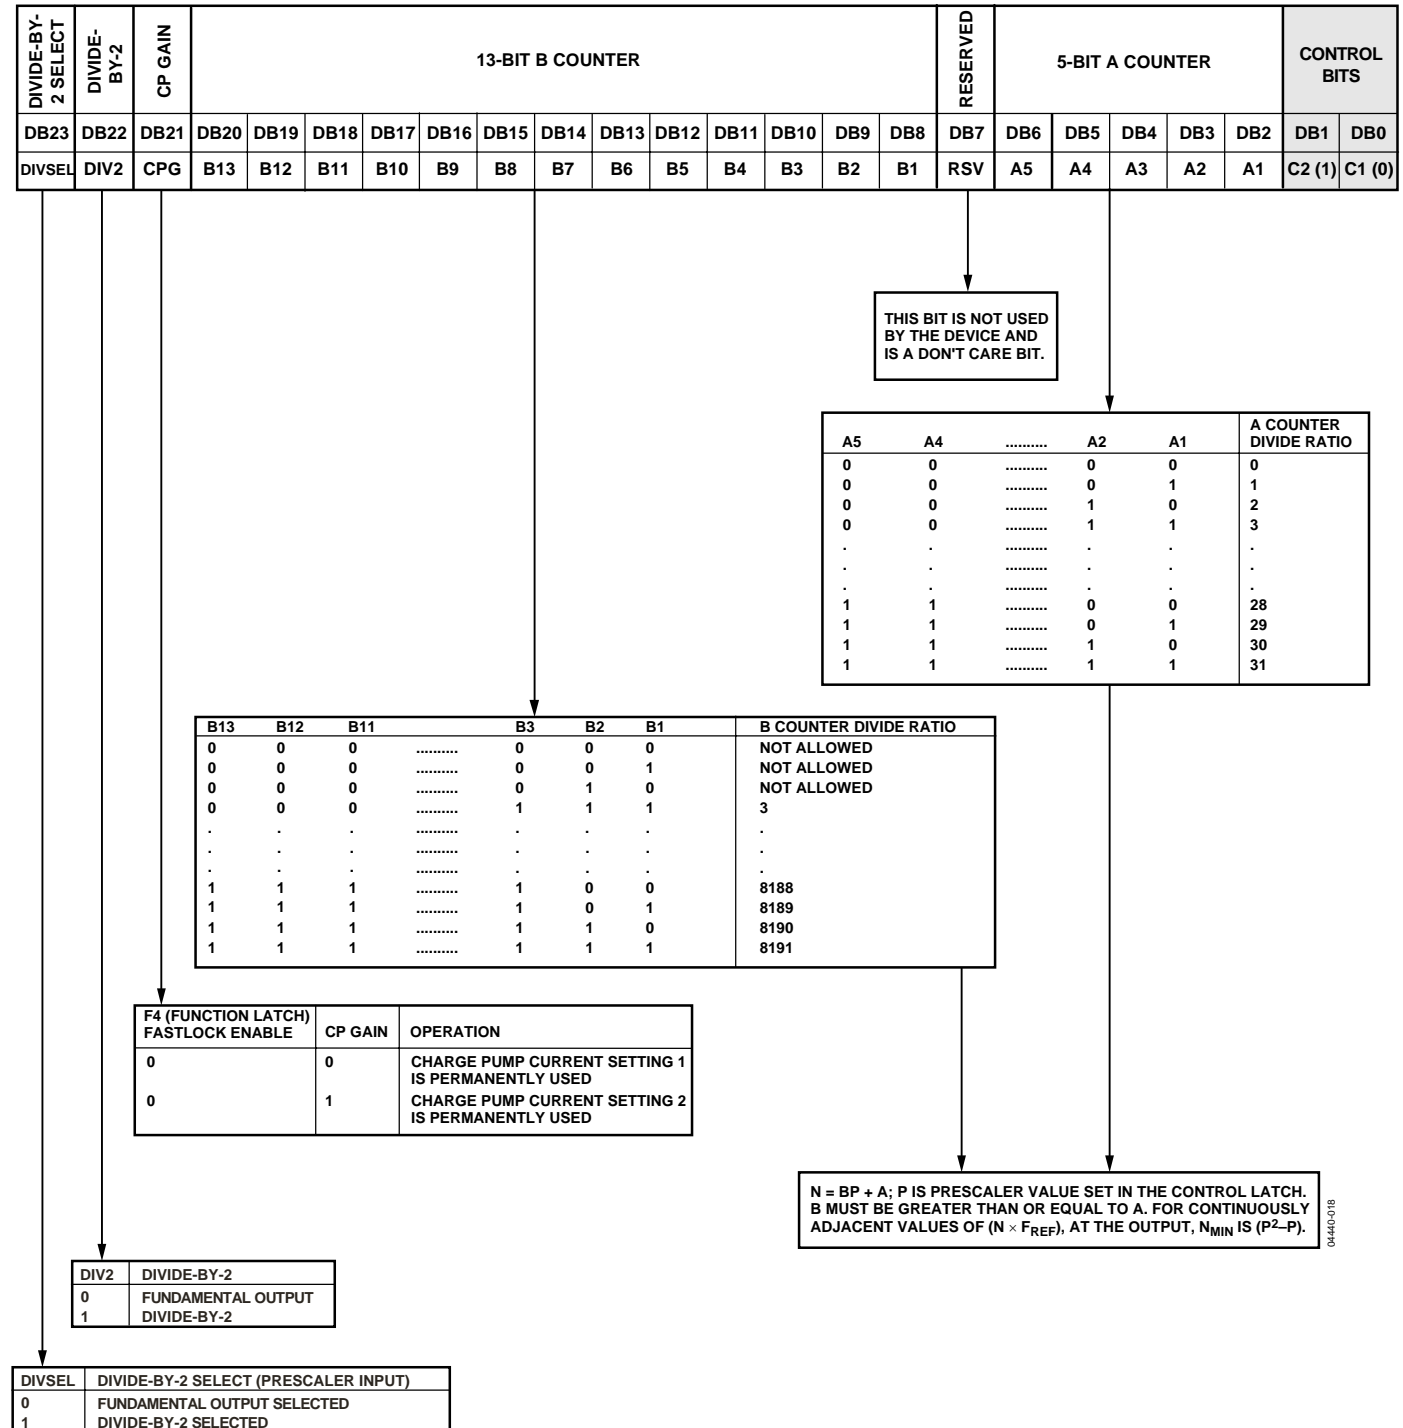 DIVIDE-BY-
2 SELECT
DIVIDE-
BY-2
CP GAIN
13-BIT B COUNTER
RESERVED
5-BIT A COUNTER
CONTROL
BITS
DB23 DB22 DB21 DB20 DB19 DB18 DB17 DB16 DB15 DB14 DB13 DB12 DB11 DB10 DB9 DB8 DB7 DB6 DB5 DB4 DB3 DB2 DB1 DB0
DIVSEL DIV2 CPG B13 B12 B11 B10 B9 B8 B7 B6 B5 B4 B3 B2 B1 RSV A5 A4 A3 A2 A1 C2 (1) C1 (0)
THIS BIT IS NOT USED
BY THE DEVICE AND
IS A DON'T CARE BIT.
A COUNTER
A5 A4 .......... A2 A1 DIVIDE RATIO
0 0 .......... 0 0 0
0 0 .......... 0 1 1
0 0 .......... 1 0 2
0 0 .......... 1 1 3
. . .......... . . .
. . .......... . . .
. . .......... . . .
1 1 .......... 0 0 28
1 1 .......... 0 1 29
1 1 .......... 1 0 30
1 1 .......... 1 1 31
B13 B12 B11 B3 B2 B1 B COUNTER DIVIDE RATIO
0 0 0 .......... 0 0 0 NOT ALLOWED
0 0 0 .......... 0 0 1 NOT ALLOWED
0 0 0 .......... 0 1 0 NOT ALLOWED
0 0 0 .......... 1 1 1 3
. . . .......... . . . .
. . . .......... . . . .
. . . .......... . . . .
1 1 1 .......... 1 0 0 8188
1 1 1 .......... 1 0 1 8189
1 1 1 .......... 1 1 0 8190
1 1 1 .......... 1 1 1 8191
F4 (FUNCTION LATCH)
FASTLOCK ENABLE CP GAIN OPERATION
0 0 CHARGE PUMP CURRENT SETTING 1
IS PERMANENTLY USED
0 1 CHARGE PUMP CURRENT SETTING 2
IS PERMANENTLY USED
N = BP + A; P IS PRESCALER VALUE SET IN THE CONTROL LATCH.
B MUST BE GREATER THAN OR EQUAL TO A. FOR CONTINUOUSLY
ADJACENT VALUES OF (N × FREF), AT THE OUTPUT, NMIN IS (P²–P).
04440-018
DIV2 DIVIDE-BY-2
0 FUNDAMENTAL OUTPUT
1 DIVIDE-BY-2
DIVSEL DIVIDE-BY-2 SELECT (PRESCALER INPUT)
0 FUNDAMENTAL OUTPUT SELECTED
1 DIVIDE-BY-2 SELECTED